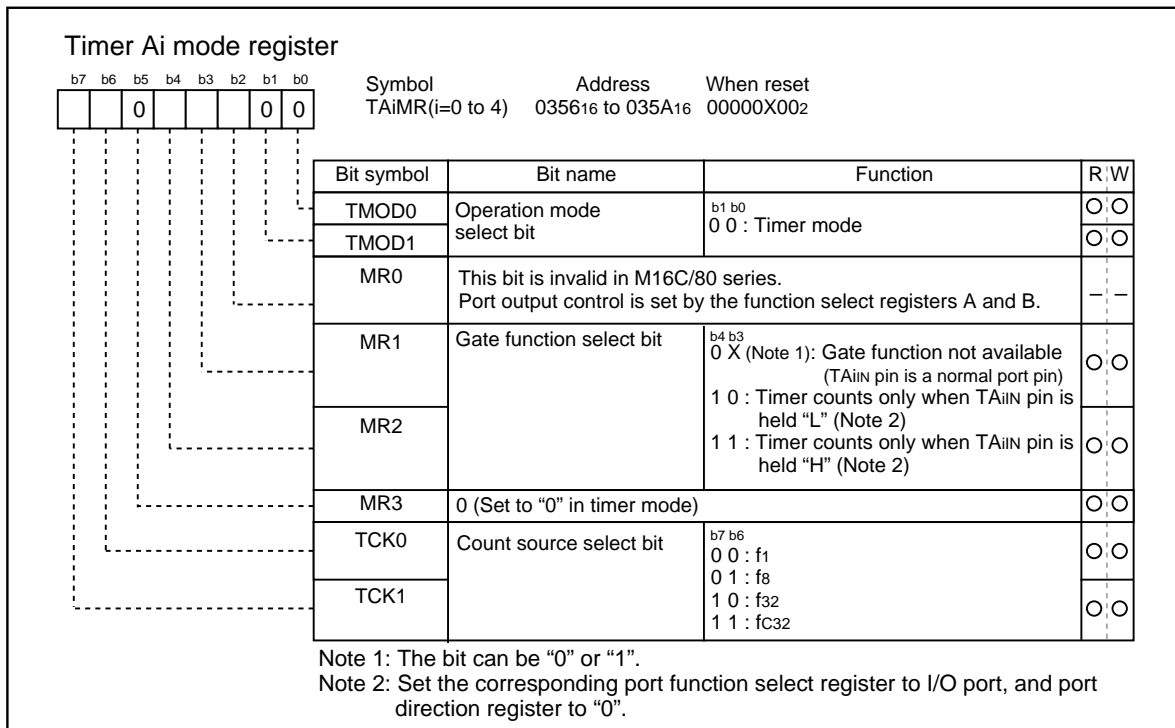 Timer Ai mode register
b7 b6 b5 b4 b3 b2 b1 b0
0 0 0
Symbol Address When reset
TAiMR(i=0 to 4) 035616 to 035A16 00000X002
Bit symbol Bit name Function R W
TMOD0 Operation mode select bit b1 b0
0 0 : Timer mode
TMOD1
MR0 This bit is invalid in M16C/80 series.
Port output control is set by the function select registers A and B. – –
MR1 Gate function select bit b4 b3
0 X (Note 1): Gate function not available
(TAiIN pin is a normal port pin)
1 0 : Timer counts only when TAiIN pin is
held “L” (Note 2)
MR2
1 1 : Timer counts only when TAiIN pin is
held “H” (Note 2)
MR3 0 (Set to “0” in timer mode)
TCK0 Count source select bit b7 b6
0 0 : f1
0 1 : f8
TCK1
1 0 : f32
1 1 : fC32
Note 1: The bit can be “0” or “1”.
Note 2: Set the corresponding port function select register to I/O port, and port
direction register to “0”.